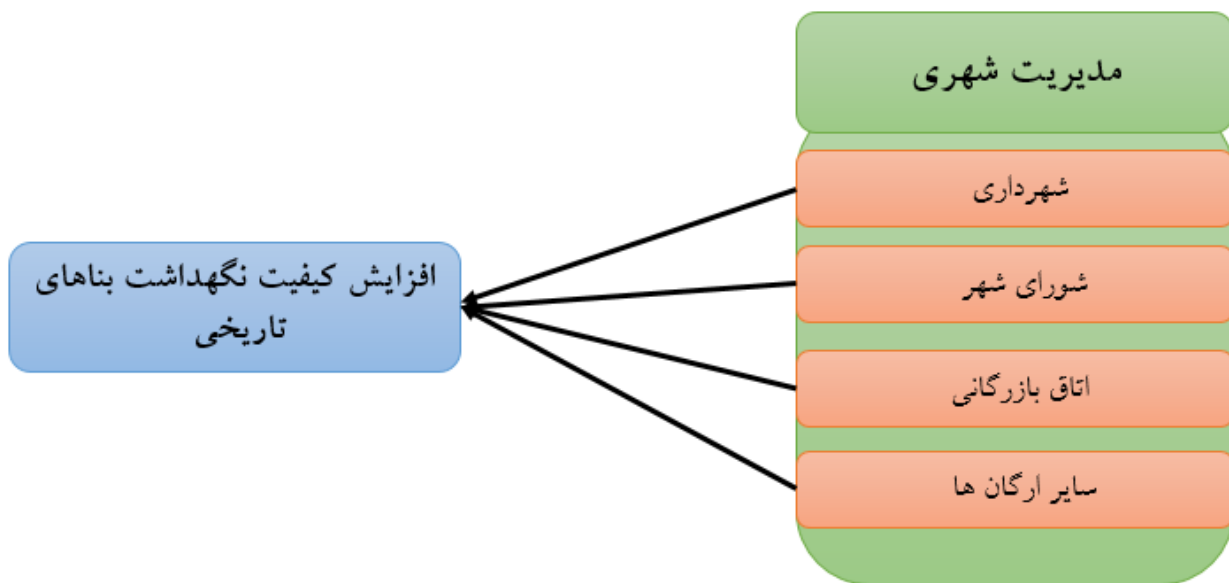 مدیریت شهری
شهرداری
شورای شهر
اتاق بازرگانی
سایر ارگان ها
افزایش کیفیت نگهداشت بناهای
تاریخی